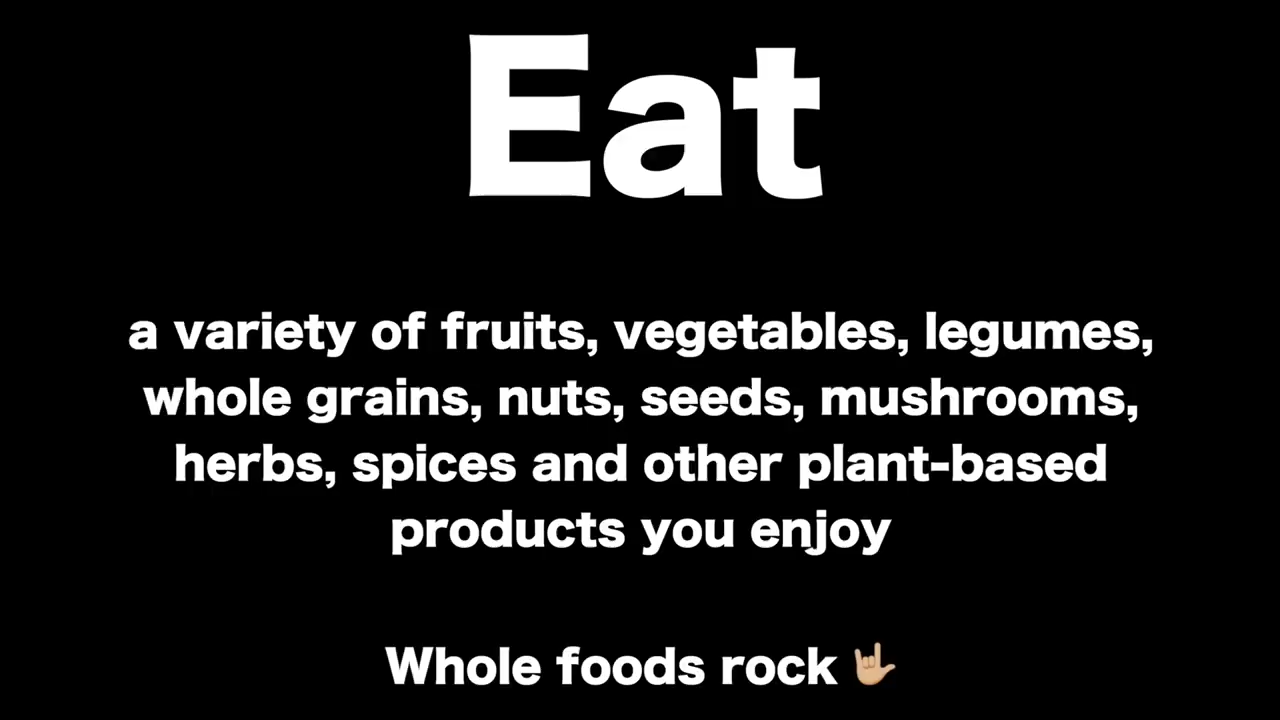 Eat
a variety of fruits, vegetables, legumes,
whole grains, nuts, seeds, mushrooms,
herbs, spices and other plant-based
products you enjoy
Whole foods rock 🤟🏼